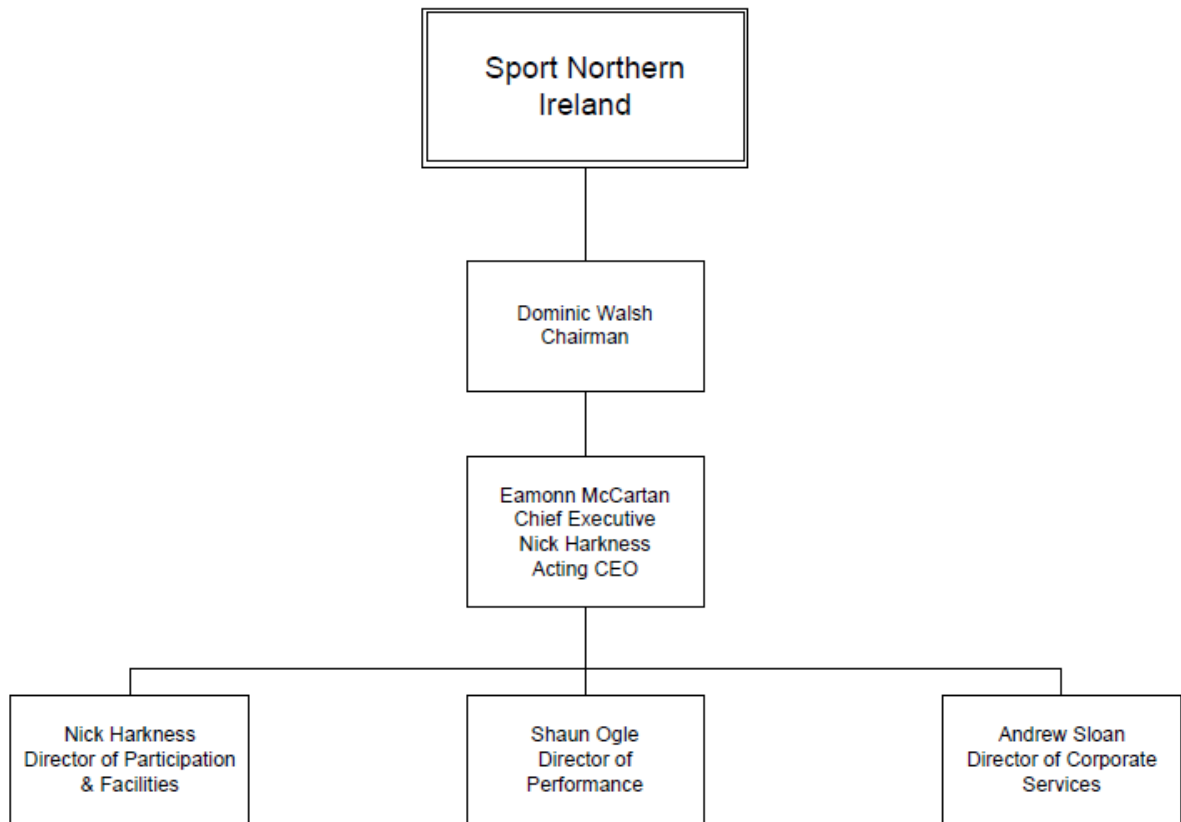 Sport Northern
Ireland
Dominic Walsh
Chairman
Eamonn McCartan
Chief Executive
Nick Harkness
Acting CEO
Nick Harkness
Director of Participation
& Facilities
Shaun Ogle
Director of
Performance
Andrew Sloan
Director of Corporate
Services